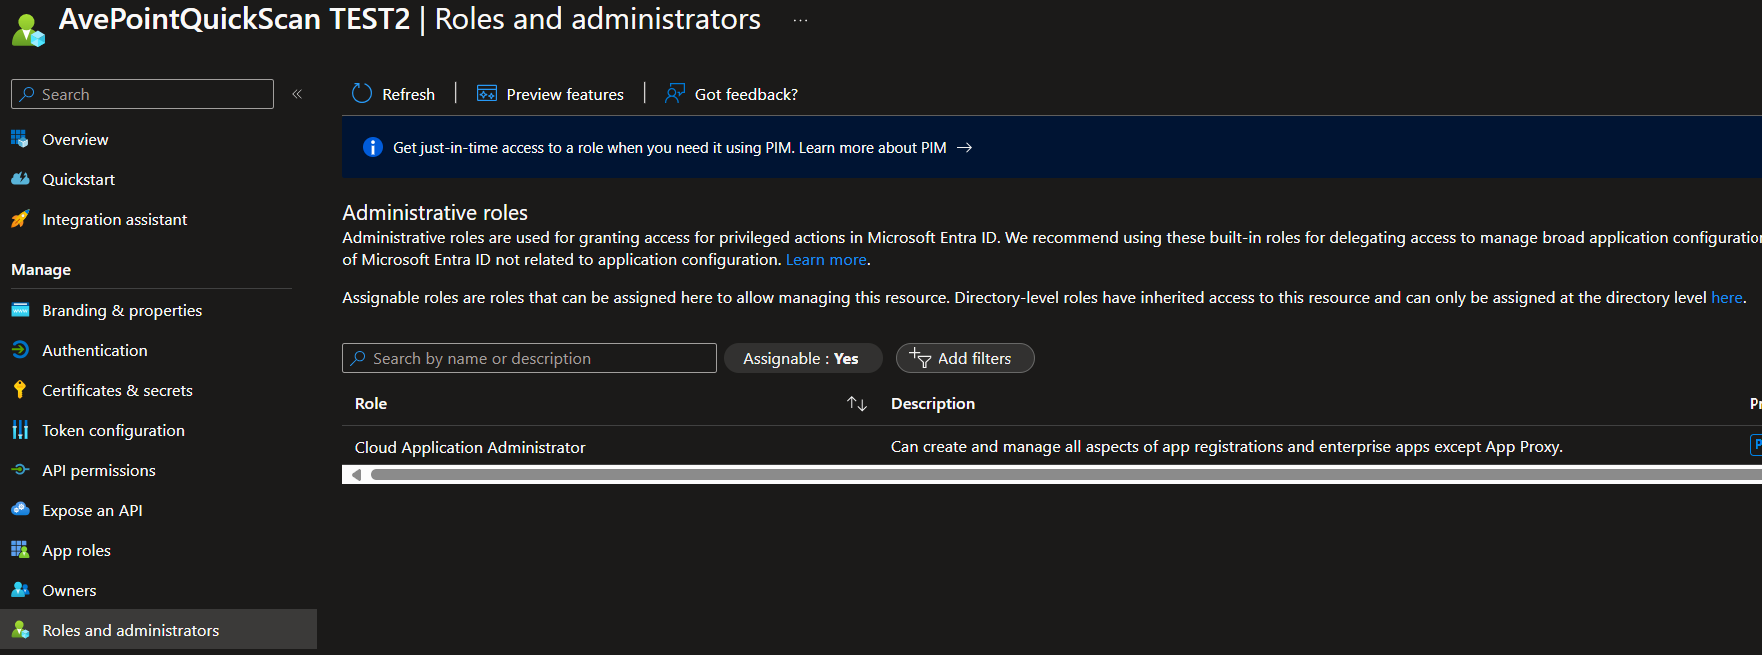 AvePointQuickScan TEST2 | Roles and administrators ...
Search
Overview
Quickstart
Integration assistant
Manage
Branding & properties
Authentication
Certificates & secrets
Token configuration
API permissions
Expose an API
App roles
Owners
Roles and administrators
Refresh | Preview features | Got feedback?
Get just-in-time access to a role when you need it using PIM. Learn more about PIM →
Administrative roles
Administrative roles are used for granting access for privileged actions in Microsoft Entra ID. We recommend using these built-in roles for delegating access to manage broad application
of Microsoft Entra ID not related to application configuration. Learn more.
Assignable roles are roles that can be assigned here to allow managing this resource. Directory-level roles have inherited access to this resource and can only be assigned at the directory level here.
Search by name or description
Assignable : Yes
Add filters
Role
Description
Cloud Application Administrator
Can create and manage all aspects of app registrations and enterprise apps except App Proxy.